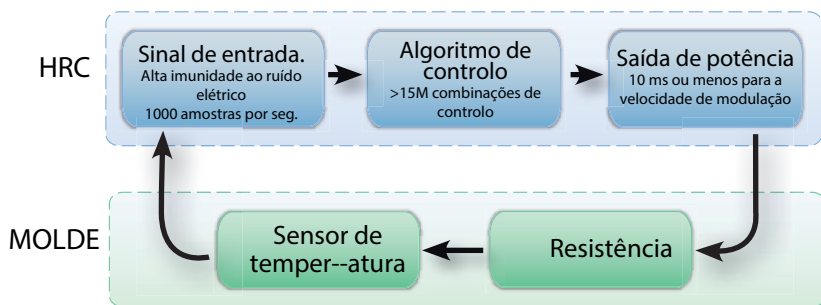 HRC
Sinal de entrada.
Alta imunidade ao ruído
elétrico
1000 amostras por seg.
Algoritmo de
controlo
>15M combinações de
controlo
Saída de potência
10 ms ou menos para a
velocidade de modulação
MOLDE
Sensor de
temper--atura
Resistência